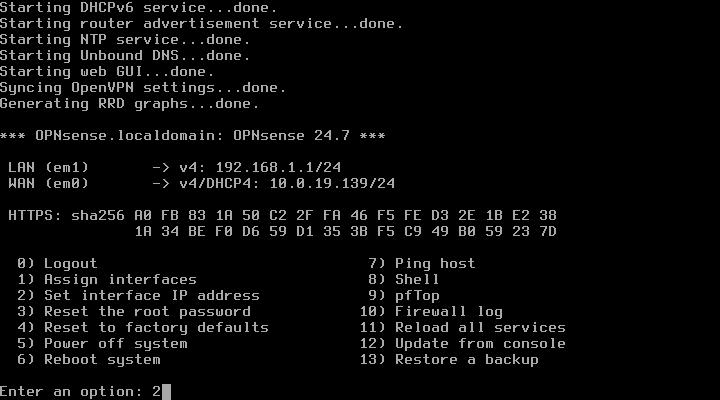 Starting DHCPv6 service...done.
Starting router advertisement service...done.
Starting NTP service...done.
Starting Unbound DNS...done.
Starting web GUI...done.
Syncing OpenVPN settings...done.
Generating RRD graphs...done.
*** OPNsense.localdomain: OPNsense 24.7 ***
LAN (em1) -> v4: 192.168.1.1/24
WAN (em0) -> v4/DHCP4: 10.0.19.139/24
HTTPS: sha256 A0 FB 83 1A 50 C2 2F FA 46 F5 FE D3 2E 1B E2 38
1A 34 BE F0 D6 59 D1 35 3B F5 C9 49 B0 59 23 7D
0) Logout 7) Ping host
1) Assign interfaces 8) Shell
2) Set interface IP address 9) pfTop
3) Reset the root password 10) Firewall log
4) Reset to factory defaults 11) Reload all services
5) Power off system 12) Update from console
6) Reboot system 13) Restore a backup
Enter an option: 2